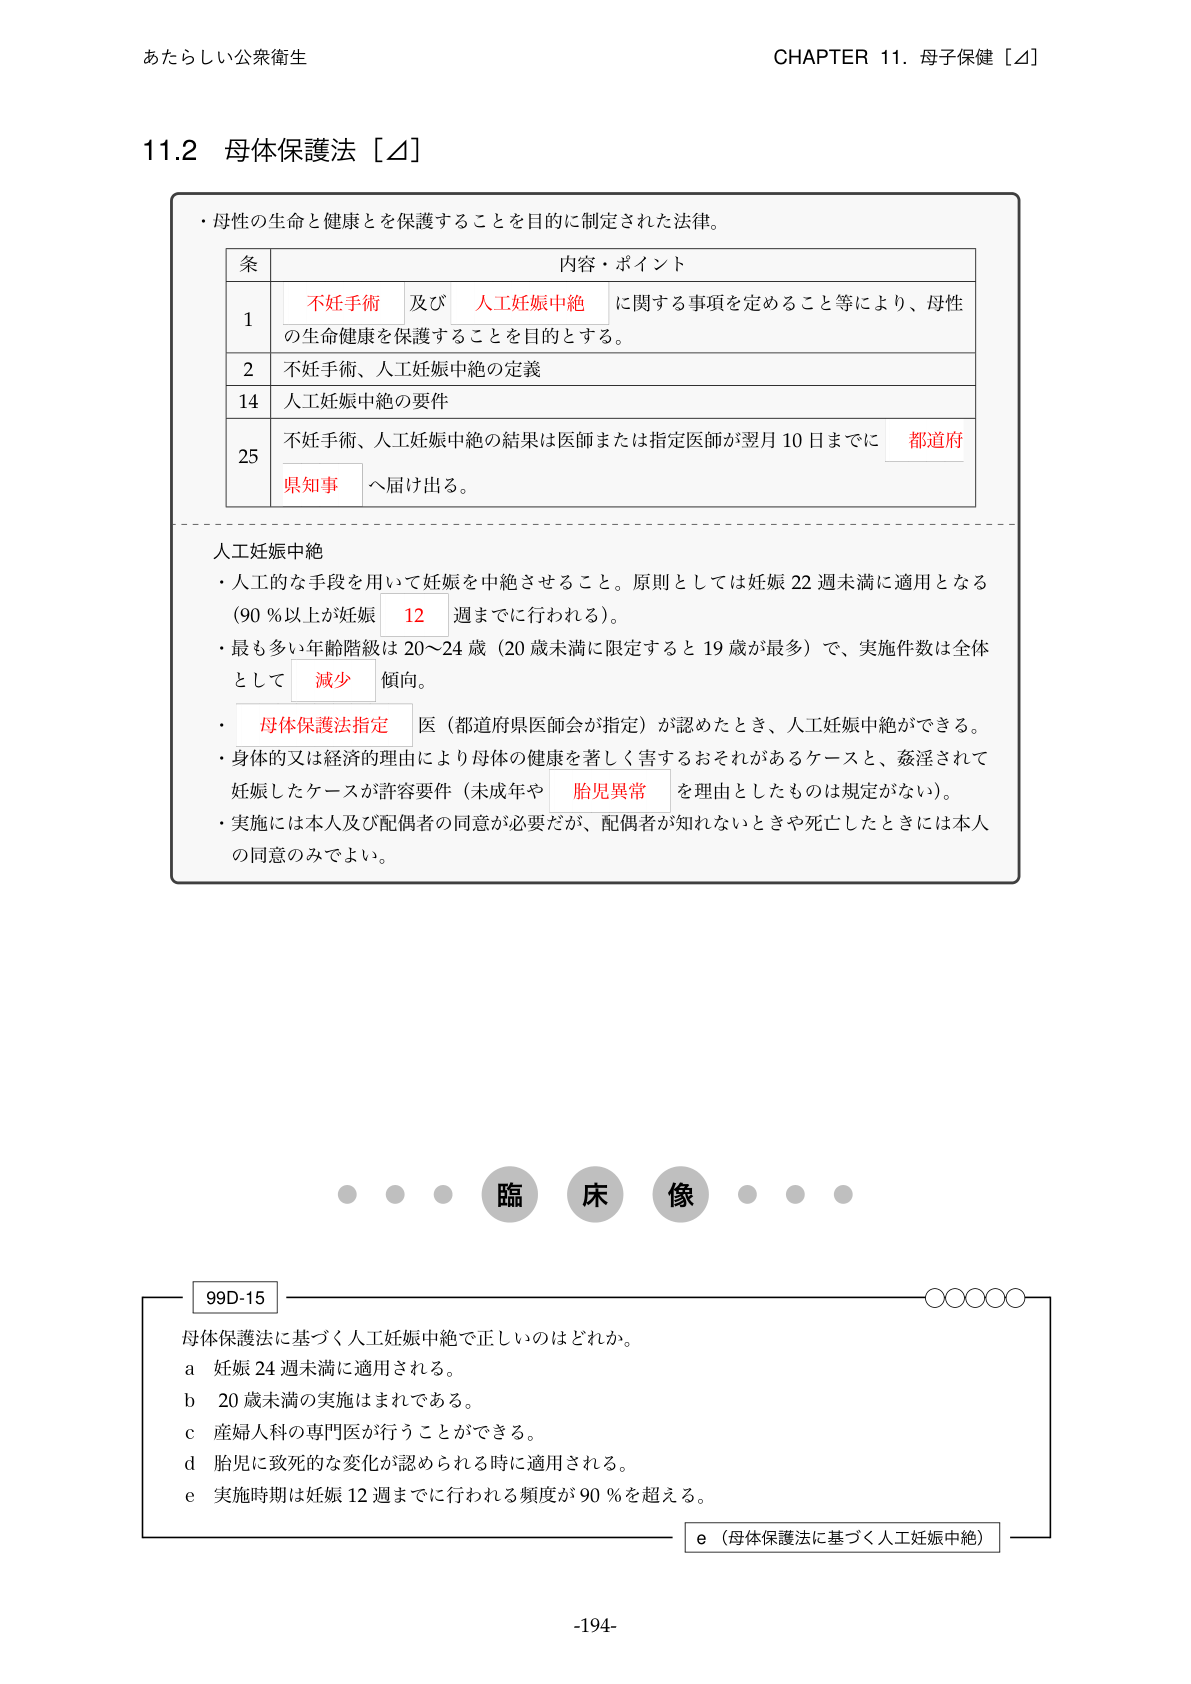 あたらしい公衆衛生
CHAPTER 11. 母子保健［⊿］
11.2 母体保護法［⊿］
・母性の生命と健康とを保護することを目的に制定された法律。
条 内容・ポイント
1 不妊手術 及び 人工妊娠中絶 に関する事項を定めること等により、母性
の生命健康を保護することを目的とする。
2 不妊手術、人工妊娠中絶の定義
14 人工妊娠中絶の要件
25 不妊手術、人工妊娠中絶の結果は医師または指定医師が翌月 10 日までに 都道府
県知事 へ届け出る。
人工妊娠中絶
・人工的な手段を用いて妊娠を中絶させること。原則としては妊娠 22 週未満に適用となる
（90 %以上が妊娠 12 週までに行われる）。
・最も多い年齢階級は 20〜24 歳（20 歳未満に限定すると 19 歳が最多）で、実施件数は全体
として 減少 傾向。
・ 母体保護法指定 医（都道府県医師会が指定）が認めたとき、人工妊娠中絶ができる。
・身体的又は経済的理由により母体の健康を著しく害するおそれがあるケースと、姦淫されて
妊娠したケースが許容要件（未成年や 胎児異常 を理由としたものは規定がない）。
・実施には本人及び配偶者の同意が必要だが、配偶者が知れないときや死亡したときには本人
の同意のみでよい。
臨床像
99D-15
母体保護法に基づく人工妊娠中絶で正しいのはどれか。
a 妊娠 24 週未満に適用される。
b 20 歳未満の実施はまれである。
c 産婦人科の専門医が行うことができる。
d 胎児に致死的な変化が認められる時に適用される。
e 実施時期は妊娠 12 週までに行われる頻度が 90 %を超える。
e （母体保護法に基づく人工妊娠中絶）
-194-